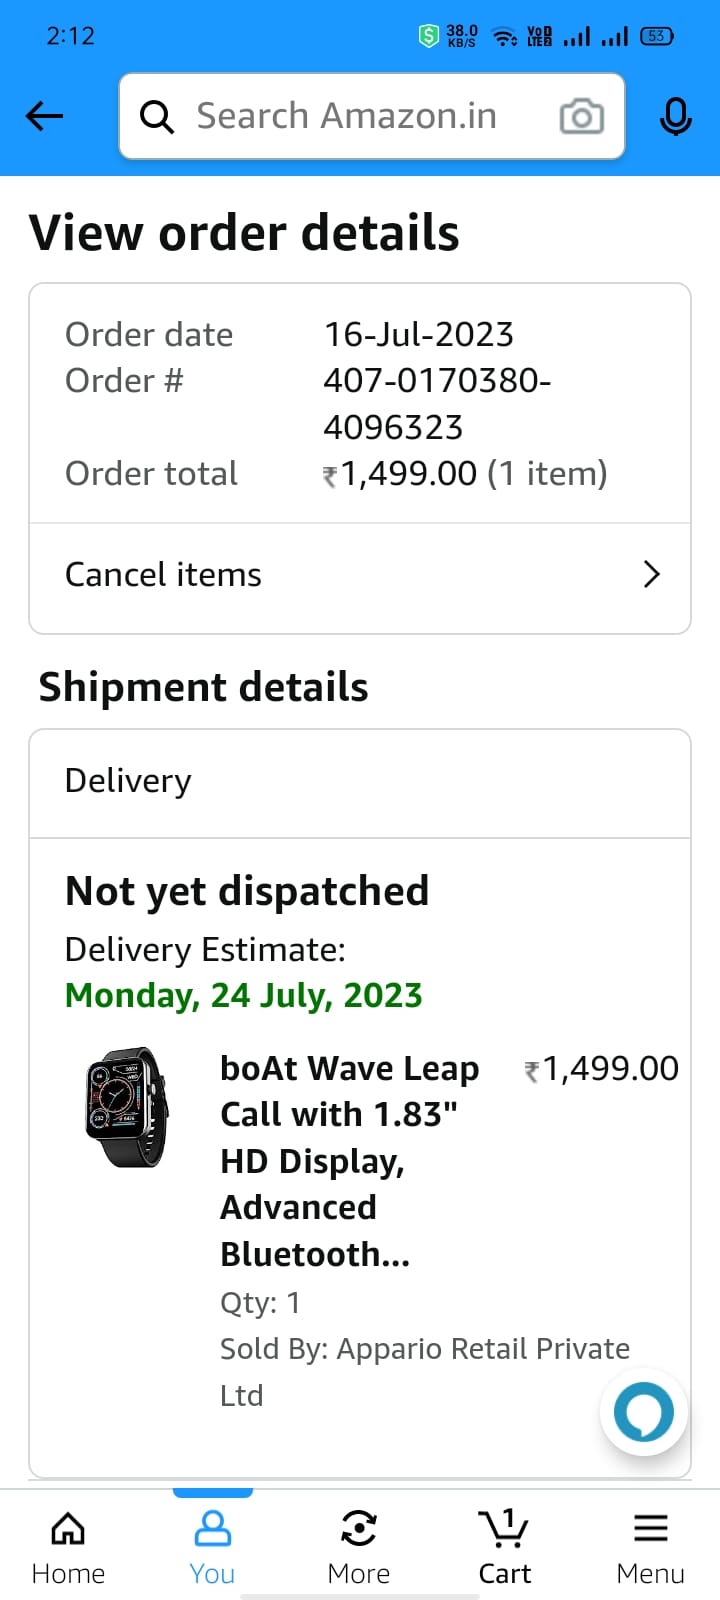 2:12
38.0
KB/S
Vo
LTE 2
53
Search Amazon.in
View order details
Order date 16-Jul-2023
Order # 407-0170380-
4096323
Order total ₹1,499.00 (1 item)
Cancel items
Shipment details
Delivery
Not yet dispatched
Delivery Estimate:
Monday, 24 July, 2023
boAt Wave Leap ₹1,499.00
Call with 1.83"
HD Display,
Advanced
Bluetooth...
Qty: 1
Sold By: Appario Retail Private
Ltd
1
Home You More Cart Menu